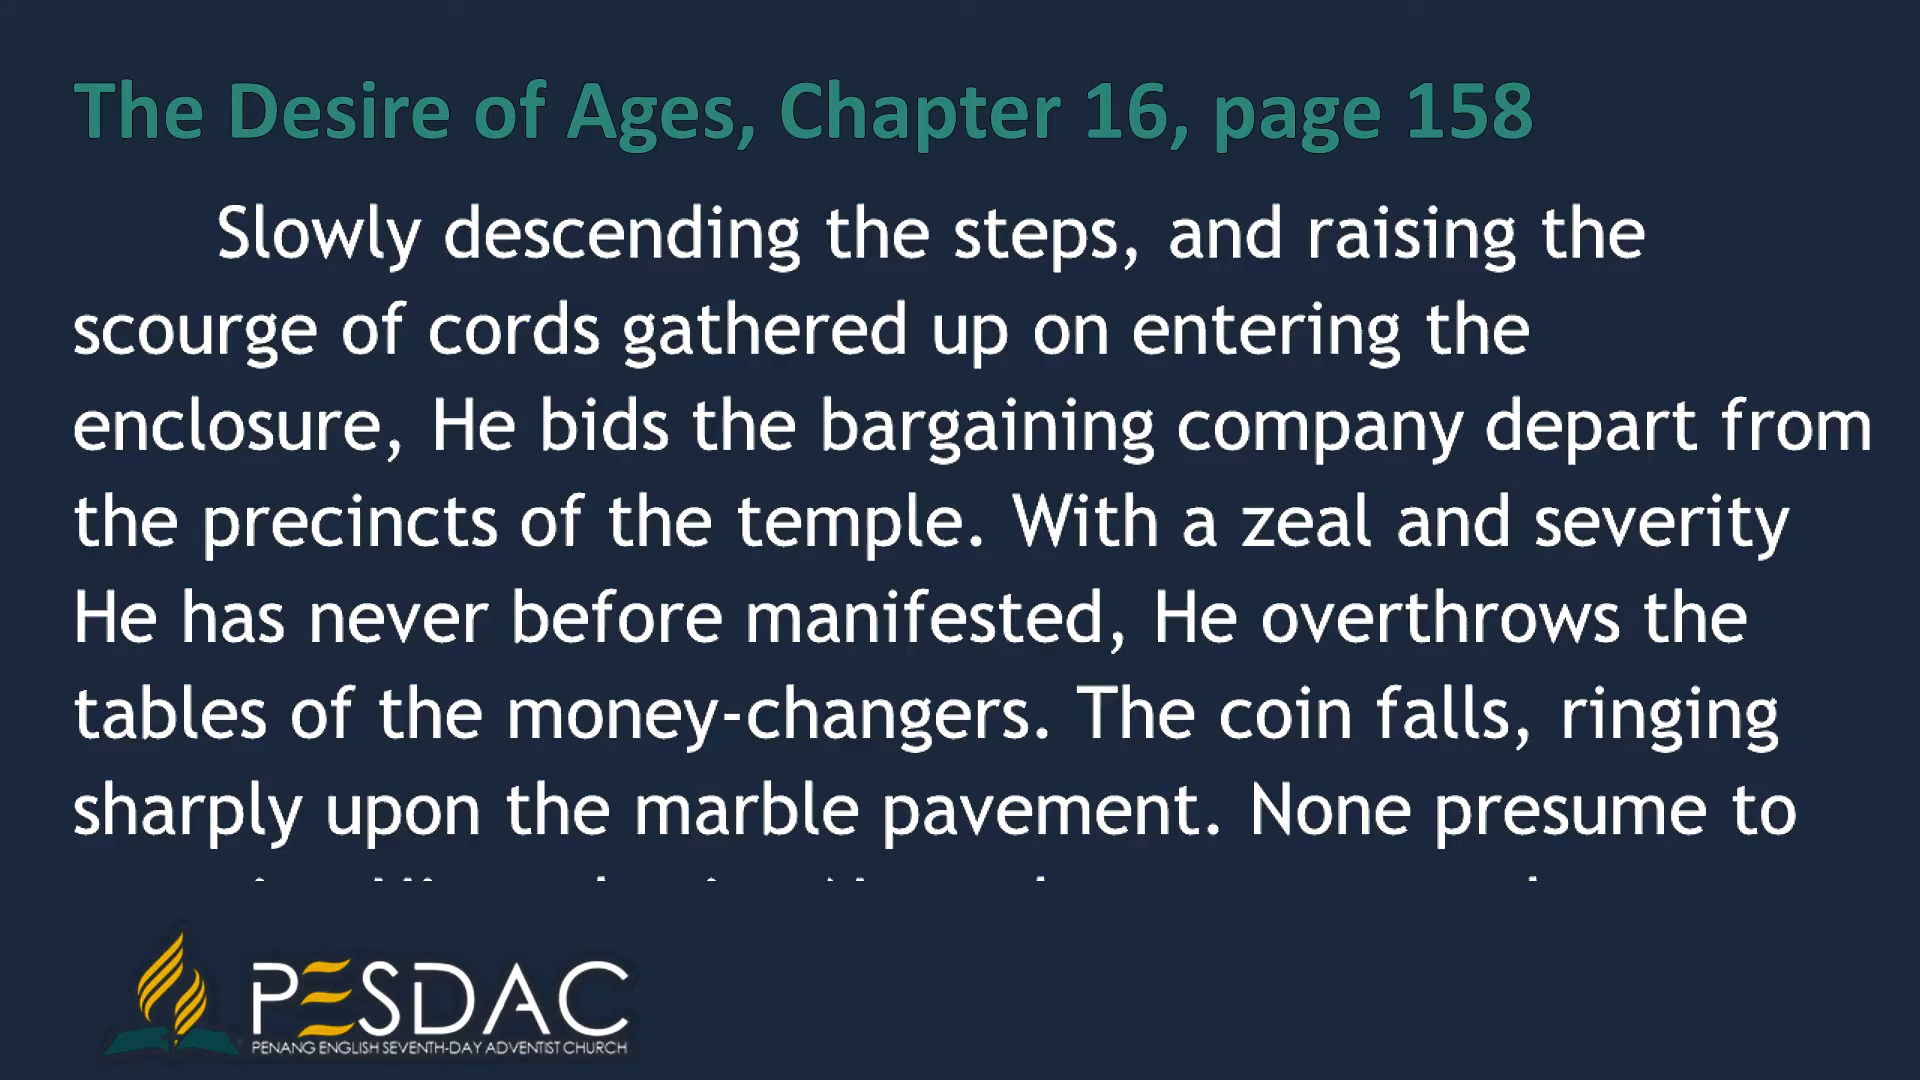 The Desire of Ages, Chapter 16, page 158
Slowly descending the steps, and raising the
scourge of cords gathered up on entering the
enclosure, He bids the bargaining company depart from
the precincts of the temple. With a zeal and severity
He has never before manifested, He overthrows the
tables of the money-changers. The coin falls, ringing
sharply upon the marble pavement. None presume to
PESDAC
PENANG ENGLISH SEVENTH-DAY ADVENTIST CHURCH